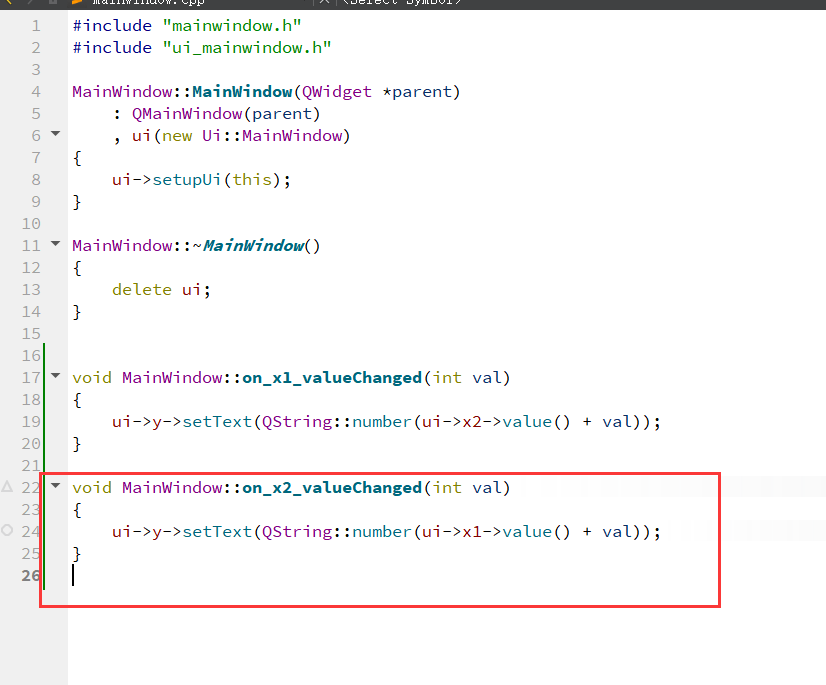 mainwindow.cpp
<Select Symbol>
1 #include "mainwindow.h"
2 #include "ui_mainwindow.h"
3
4 MainWindow::MainWindow(QWidget *parent)
5     : QMainWindow(parent)
6     , ui(new Ui::MainWindow)
7 {
8     ui->setupUi(this);
9 }
10
11 MainWindow::~MainWindow()
12 {
13     delete ui;
14 }
15
16
17 void MainWindow::on_x1_valueChanged(int val)
18 {
19     ui->y->setText(QString::number(ui->x2->value() + val));
20 }
21
22 void MainWindow::on_x2_valueChanged(int val)
23 {
24     ui->y->setText(QString::number(ui->x1->value() + val));
25 }
26